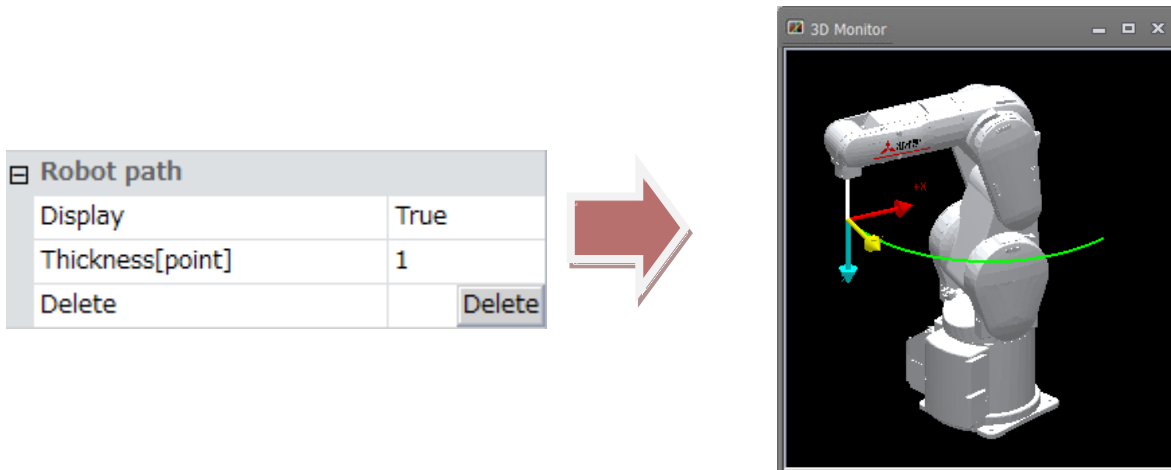 Robot path
Display True
Thickness[point] 1
Delete Delete
3D Monitor
+X